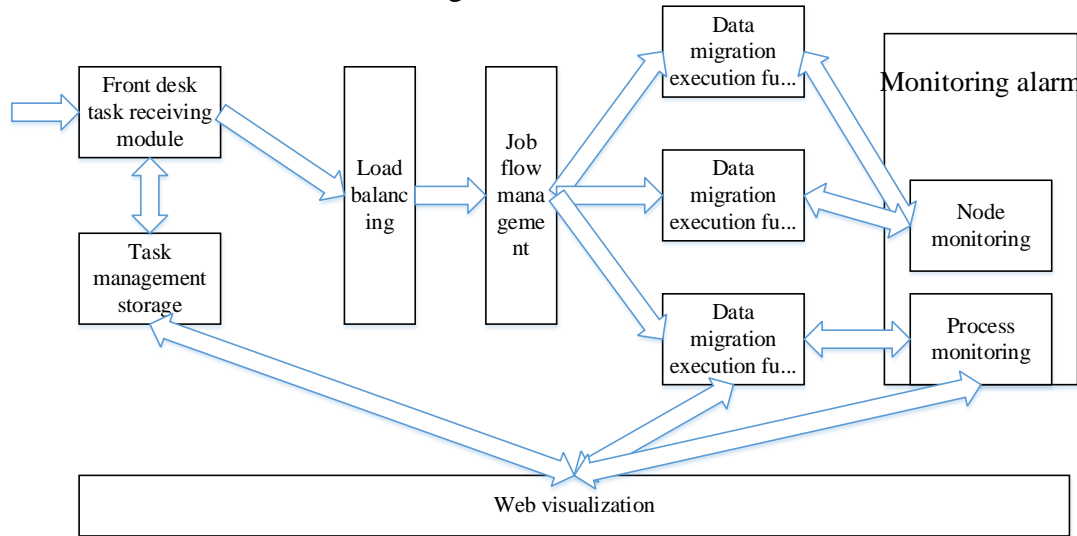 Front desk
task receiving
module
Task
management
storage
Load
balanc
ing
Job
flow
mana
geme
nt
Data
migration
execution fu...
Data
migration
execution fu...
Data
migration
execution fu...
Monitoring alarm
Node
monitoring
Process
monitoring
Web visualization